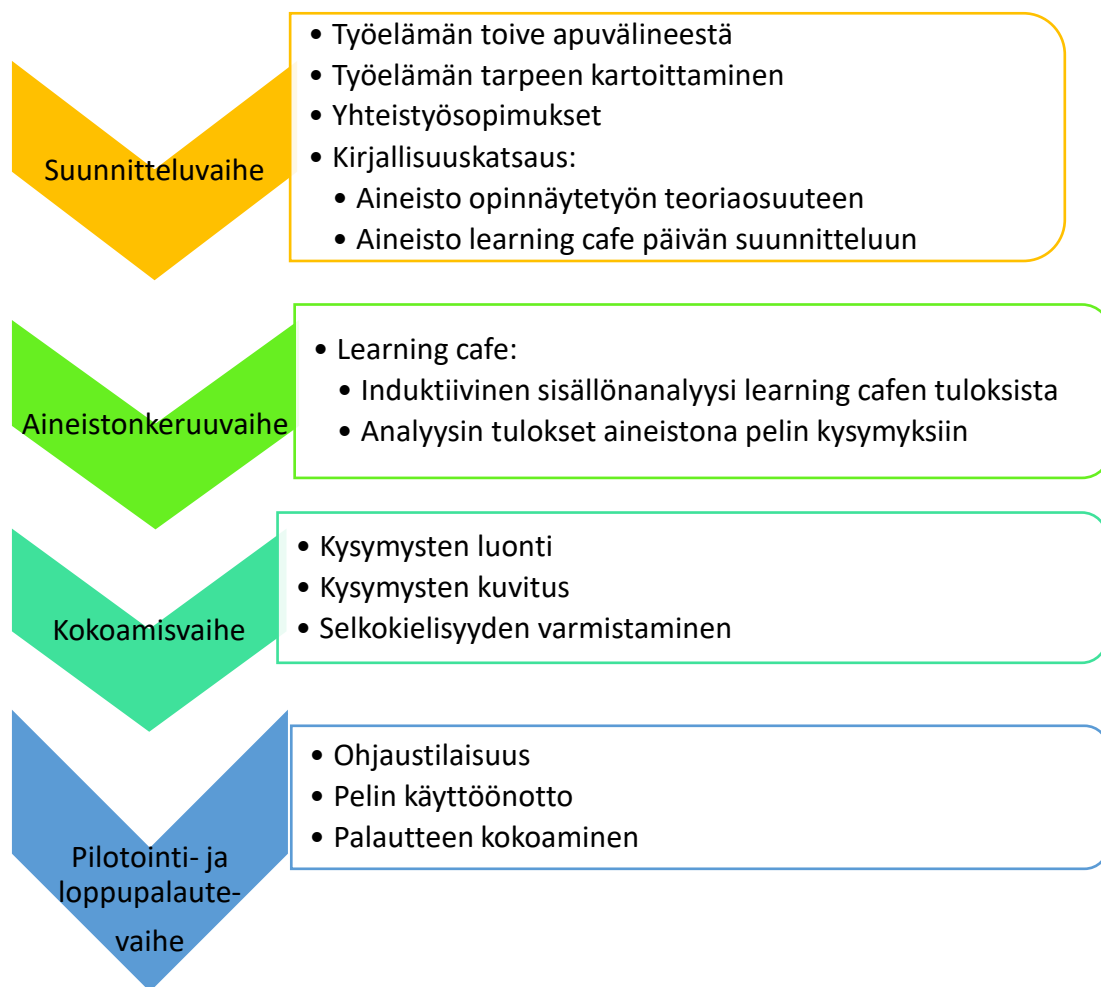 Suunnitteluvaihe
• Työelämän toive apuvälineestä
• Työelämän tarpeen kartoittaminen
• Yhteistyösopimukset
• Kirjallisuuskatsaus:
• Aineisto opinnäytetyön teoriaosuuteen
• Aineisto learning cafe päivän suunnitteluun
Aineistonkeruuvaihe
• Learning cafe:
• Induktiivinen sisällönanalyysi learning cafen tuloksista
• Analyysin tulokset aineistona pelin kysymyksiin
Kokoamisvaihe
• Kysymysten luonti
• Kysymysten kuvitus
• Selkokielisyyden varmistaminen
Pilotointi- ja
loppupalaute-
vaihe
• Ohjaustilaisuus
• Pelin käyttöönotto
• Palautteen kokoaminen